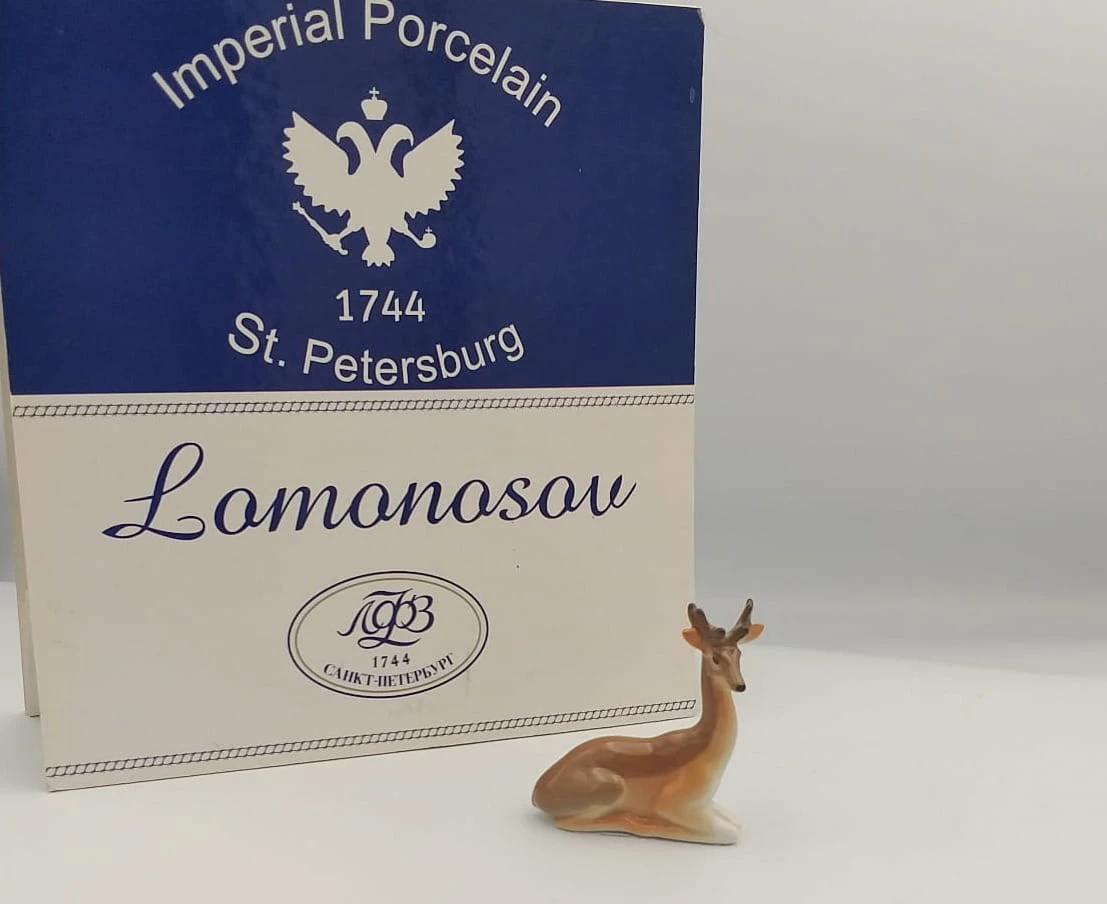 Imperial Porcelain
1744
St. Petersburg
Lomonosov
ЛФЗ
1744
САНКТ-ПЕТЕРБУРГ